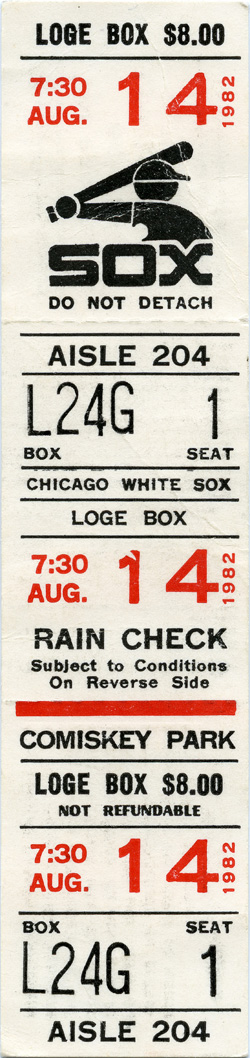 LOGE BOX $8.00
7:30 AUG. 14 1982
SOX
DO NOT DETACH
AISLE 204
L24G 1
BOX SEAT
CHICAGO WHITE SOX
LOGE BOX
7:30 AUG. 14 1982
RAIN CHECK
Subject to Conditions
On Reverse Side
COMISKEY PARK
LOGE BOX $8.00
NOT REFUNDABLE
7:30 AUG. 14 1982
BOX SEAT
L24G 1
AISLE 204